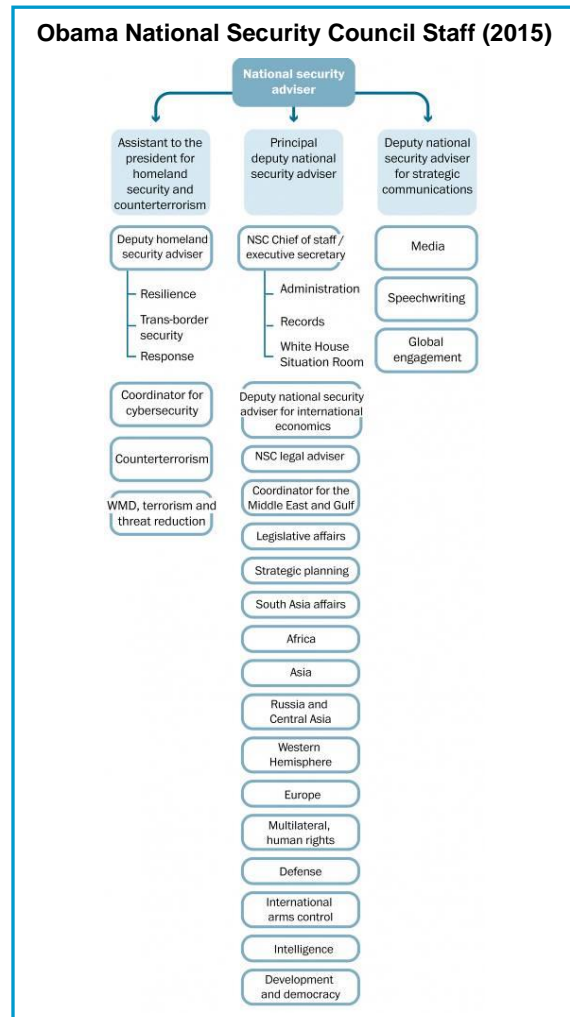 Obama National Security Council Staff (2015)
National security
adviser
Assistant to the
president for
homeland
security and
counterterrorism
Deputy homeland
security adviser
Resilience
Trans-border
security
Response
Coordinator for
cybersecurity
Counterterrorism
WMD, terrorism and
threat reduction
Principal
deputy national
security adviser
NSC Chief of staff /
executive secretary
Administration
Records
White House
Situation Room
Deputy national security
adviser for international
economics
NSC legal adviser
Coordinator for the
Middle East and Gulf
Legislative affairs
Strategic planning
South Asia affairs
Africa
Asia
Russia and
Central Asia
Western
Hemisphere
Europe
Multilateral,
human rights
Defense
International
arms control
Intelligence
Development
and democracy
Deputy national
security adviser
for strategic
communications
Media
Speechwriting
Global
engagement